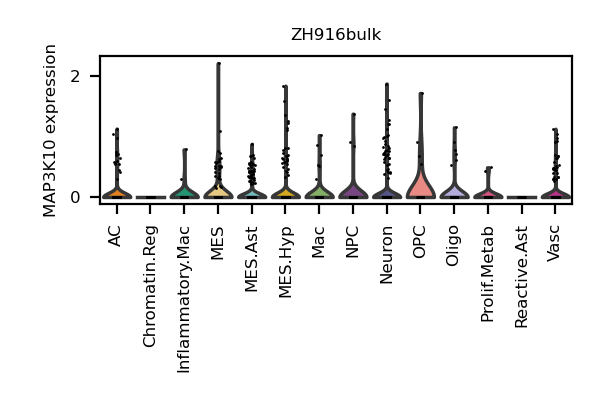 ZH916bulk
MAP3K10 expression
2
0
AC
Chromatin.Reg
Inflammatory.Mac
MES
MES.Ast
MES.Hyp
Mac
NPC
Neuron
OPC
Oligo
Prolif.Metab
Reactive.Ast
Vasc